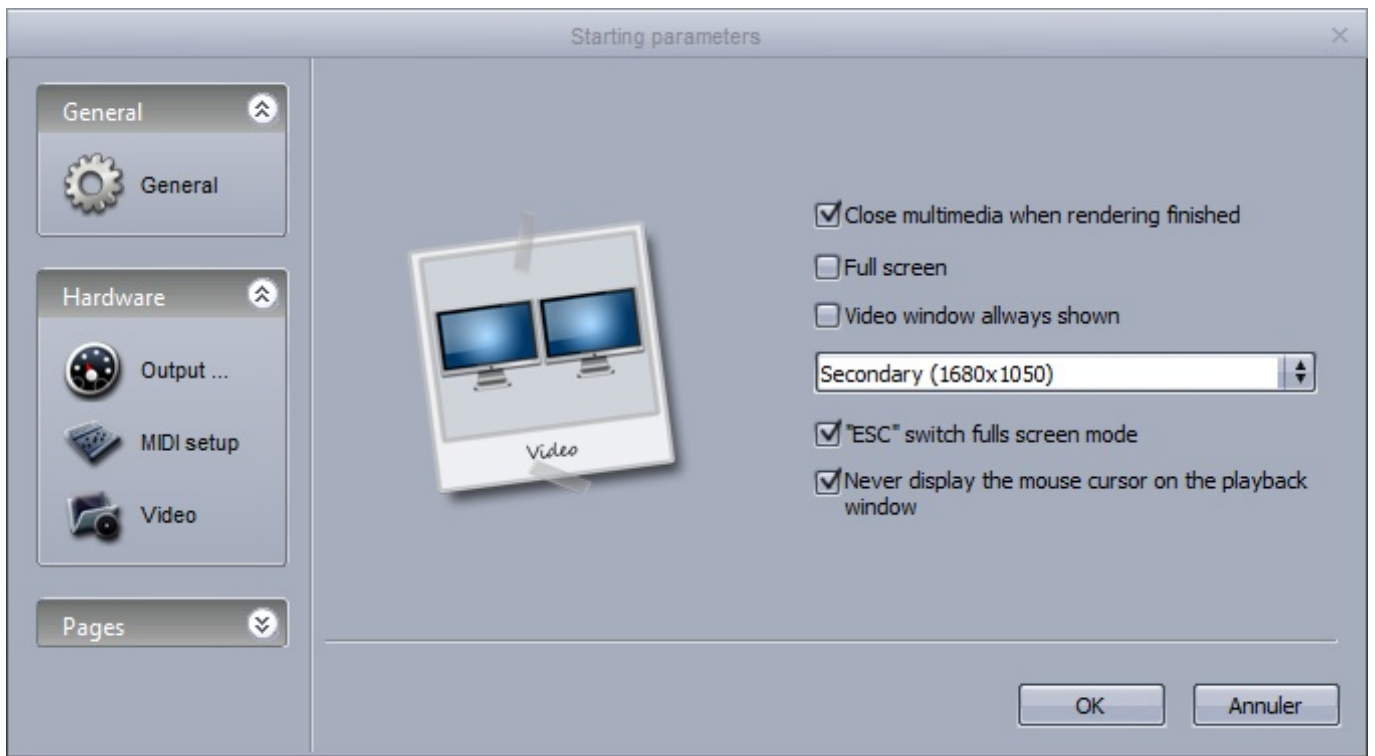 Starting parameters
General
General
Hardware
Output ...
MIDI setup
Video
Pages
Video
Close multimedia when rendering finished
Full screen
Video window allways shown
Secondary (1680x1050)
"ESC" switch fulls screen mode
Never display the mouse cursor on the playback
window
OK
Annuler